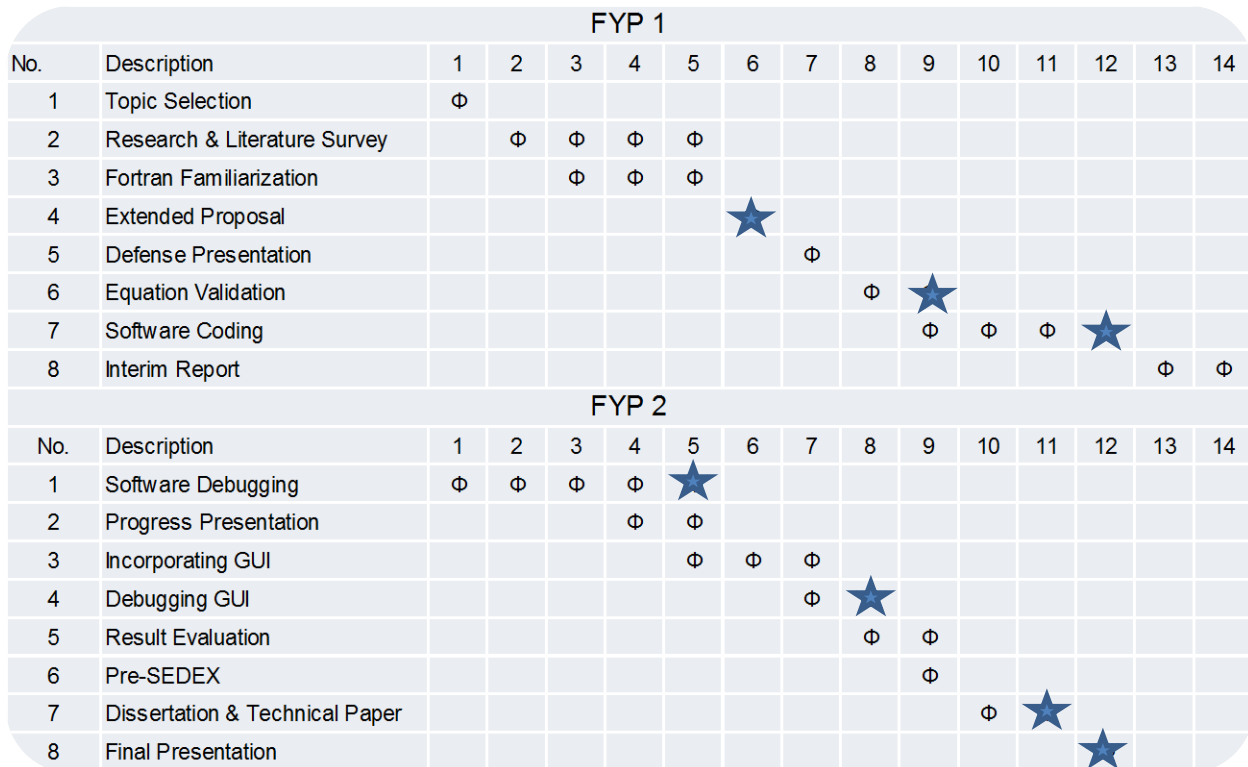 FYP 1
No. Description 1 2 3 4 5 6 7 8 9 10 11 12 13 14
1 Topic Selection Φ
2 Research & Literature Survey Φ Φ Φ Φ
3 Fortran Familiarization Φ Φ Φ
4 Extended Proposal
5 Defense Presentation Φ
6 Equation Validation Φ
7 Software Coding Φ Φ Φ
8 Interim Report Φ Φ
FYP 2
No. Description 1 2 3 4 5 6 7 8 9 10 11 12 13 14
1 Software Debugging Φ Φ Φ Φ
2 Progress Presentation Φ Φ
3 Incorporating GUI Φ Φ Φ
4 Debugging GUI Φ
5 Result Evaluation Φ Φ
6 Pre-SEDEX Φ
7 Dissertation & Technical Paper Φ
8 Final Presentation